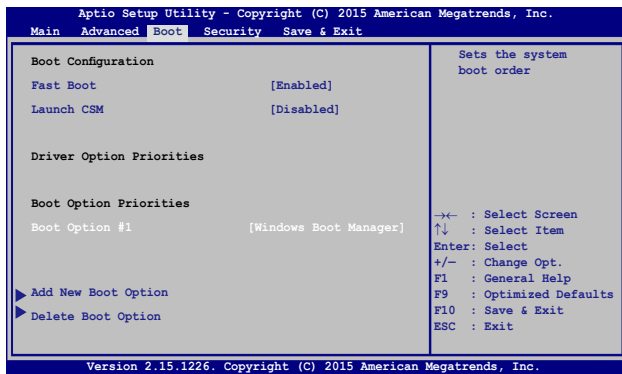 Aptio Setup Utility - Copyright (C) 2015 American Megatrends, Inc.
Main Advanced Boot Security Save & Exit
Boot Configuration
Fast Boot [Enabled]
Launch CSM [Disabled]
Driver Option Priorities
Boot Option Priorities
Boot Option #1 [Windows Boot Manager]
Add New Boot Option
Delete Boot Option
Sets the system
boot order
→← : Select Screen
↑↓ : Select Item
Enter: Select
+/— : Change Opt.
F1 : General Help
F9 : Optimized Defaults
F10 : Save & Exit
ESC : Exit
Version 2.15.1226. Copyright (C) 2015 American Megatrends, Inc.